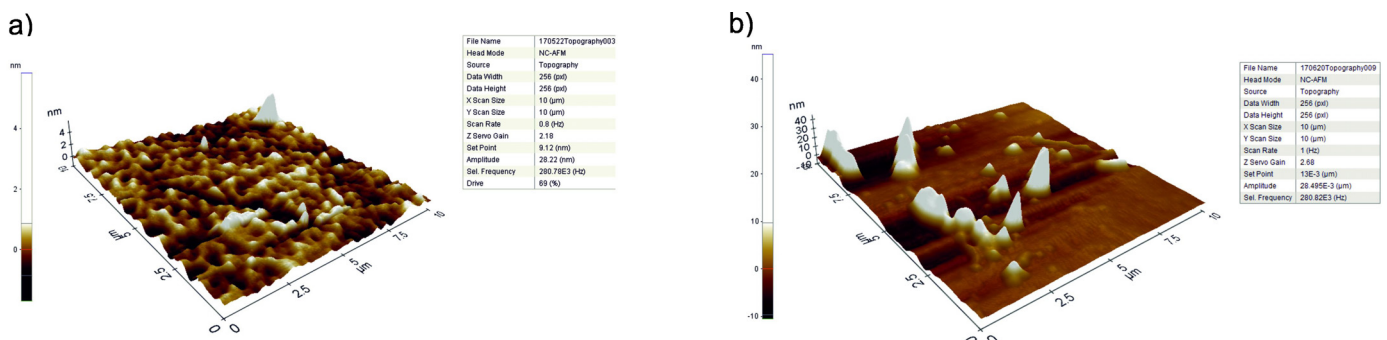 a)
nm
4
2
0
nm
4
2
0
10
7.5
5
μm
2.5
0
0
2.5
5
μm
7.5
10
File Name 170522Topography003
Head Mode NC-AFM
Source Topography
Data Width 256 (pxl)
Data Height 256 (pxl)
X Scan Size 10 (μm)
Y Scan Size 10 (μm)
Scan Rate 0.8 (Hz)
Z Servo Gain 2.18
Set Point 9.12 (nm)
Amplitude 28.22 (nm)
Sel. Frequency 280.78E3 (Hz)
Drive 69 (%)
b)
nm
40
30
20
10
0
-10
nm
40
30
20
10
0
-10
10
7.5
5
μm
2.5
2.5
5
μm
7.5
10
File Name 170620Topography009
Head Mode NC-AFM
Source Topography
Data Width 256 (pxl)
Data Height 256 (pxl)
X Scan Size 10 (μm)
Y Scan Size 10 (μm)
Scan Rate 1 (Hz)
Z Servo Gain 2.68
Set Point 13E-3 (μm)
Amplitude 28.495E-3 (μm)
Sel. Frequency 280.82E3 (Hz)